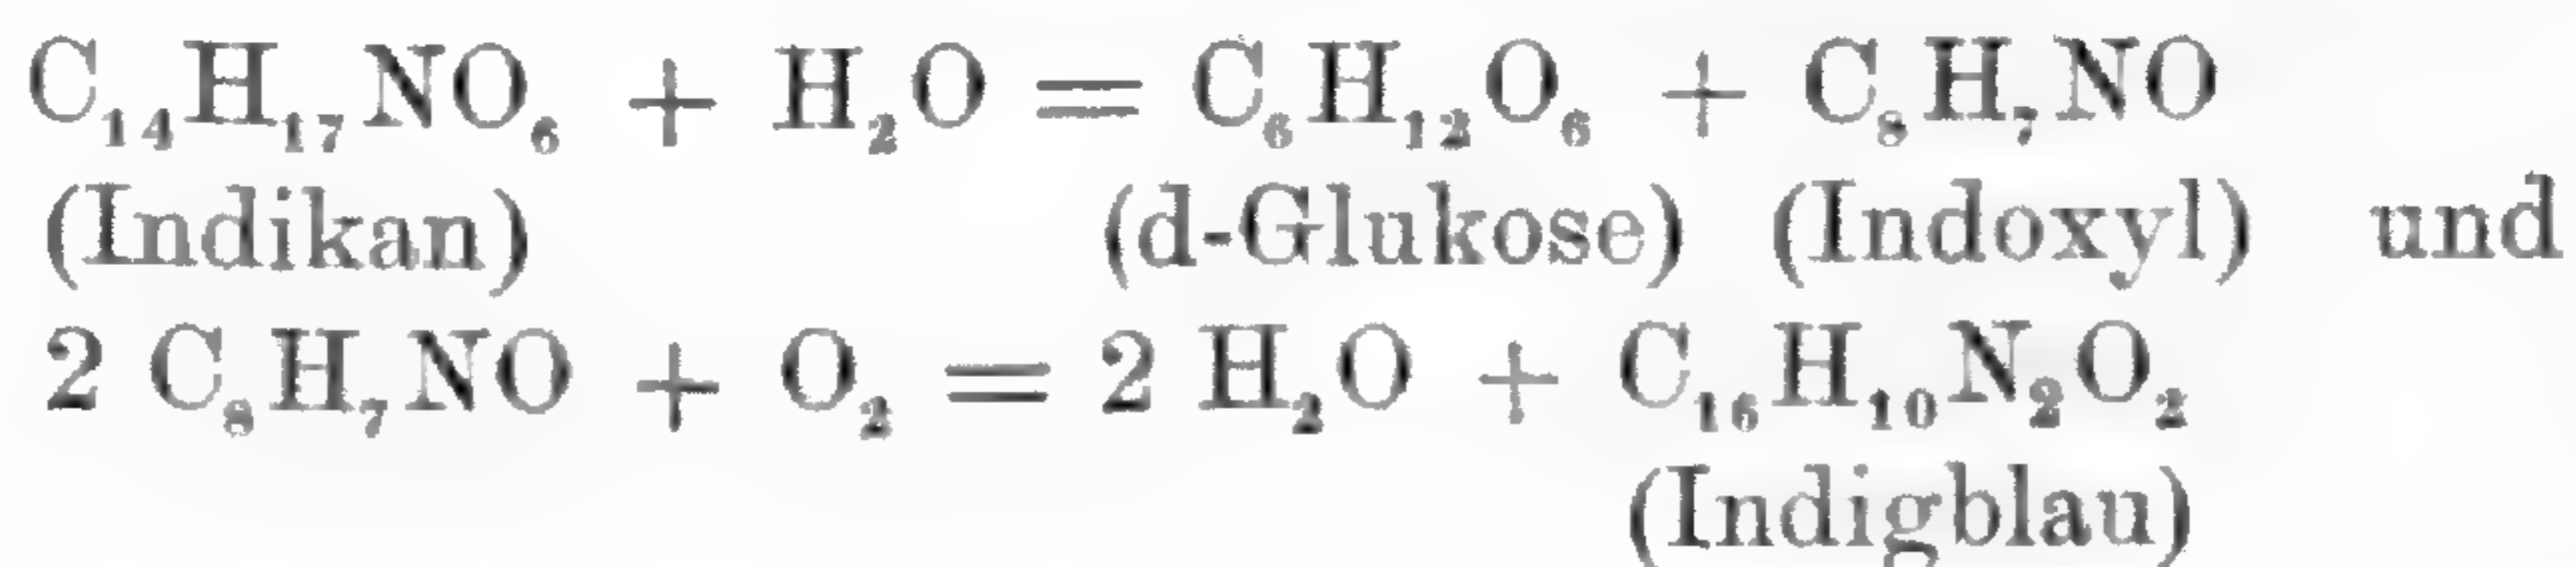 C₁₄H₁₇NO₆ + H₂O = C₆H₁₂O₆ + C₈H₇NO
(Indikan) (d-Glukose) (Indoxyl) und
2 C₈H₇NO + O₂ = 2 H₂O + C₁₆H₁₀N₂O₂
(Indigblau)